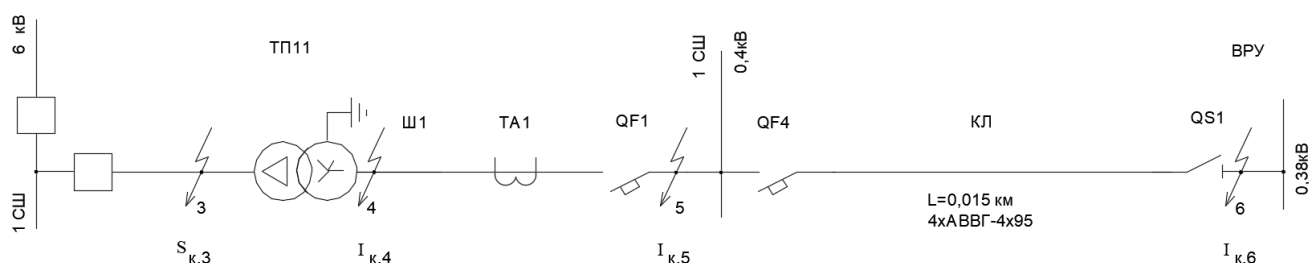 6 кВ
1 СШ
ТП11
3
S к.3
4
I к.4
Ш1
ТА1
QF1
5
I к.5
1 СШ
0,4кВ
QF4
КЛ
L=0,015 км
4хАВВГ-4х95
QS1
ВРУ
6
I к.6
0,38кВ